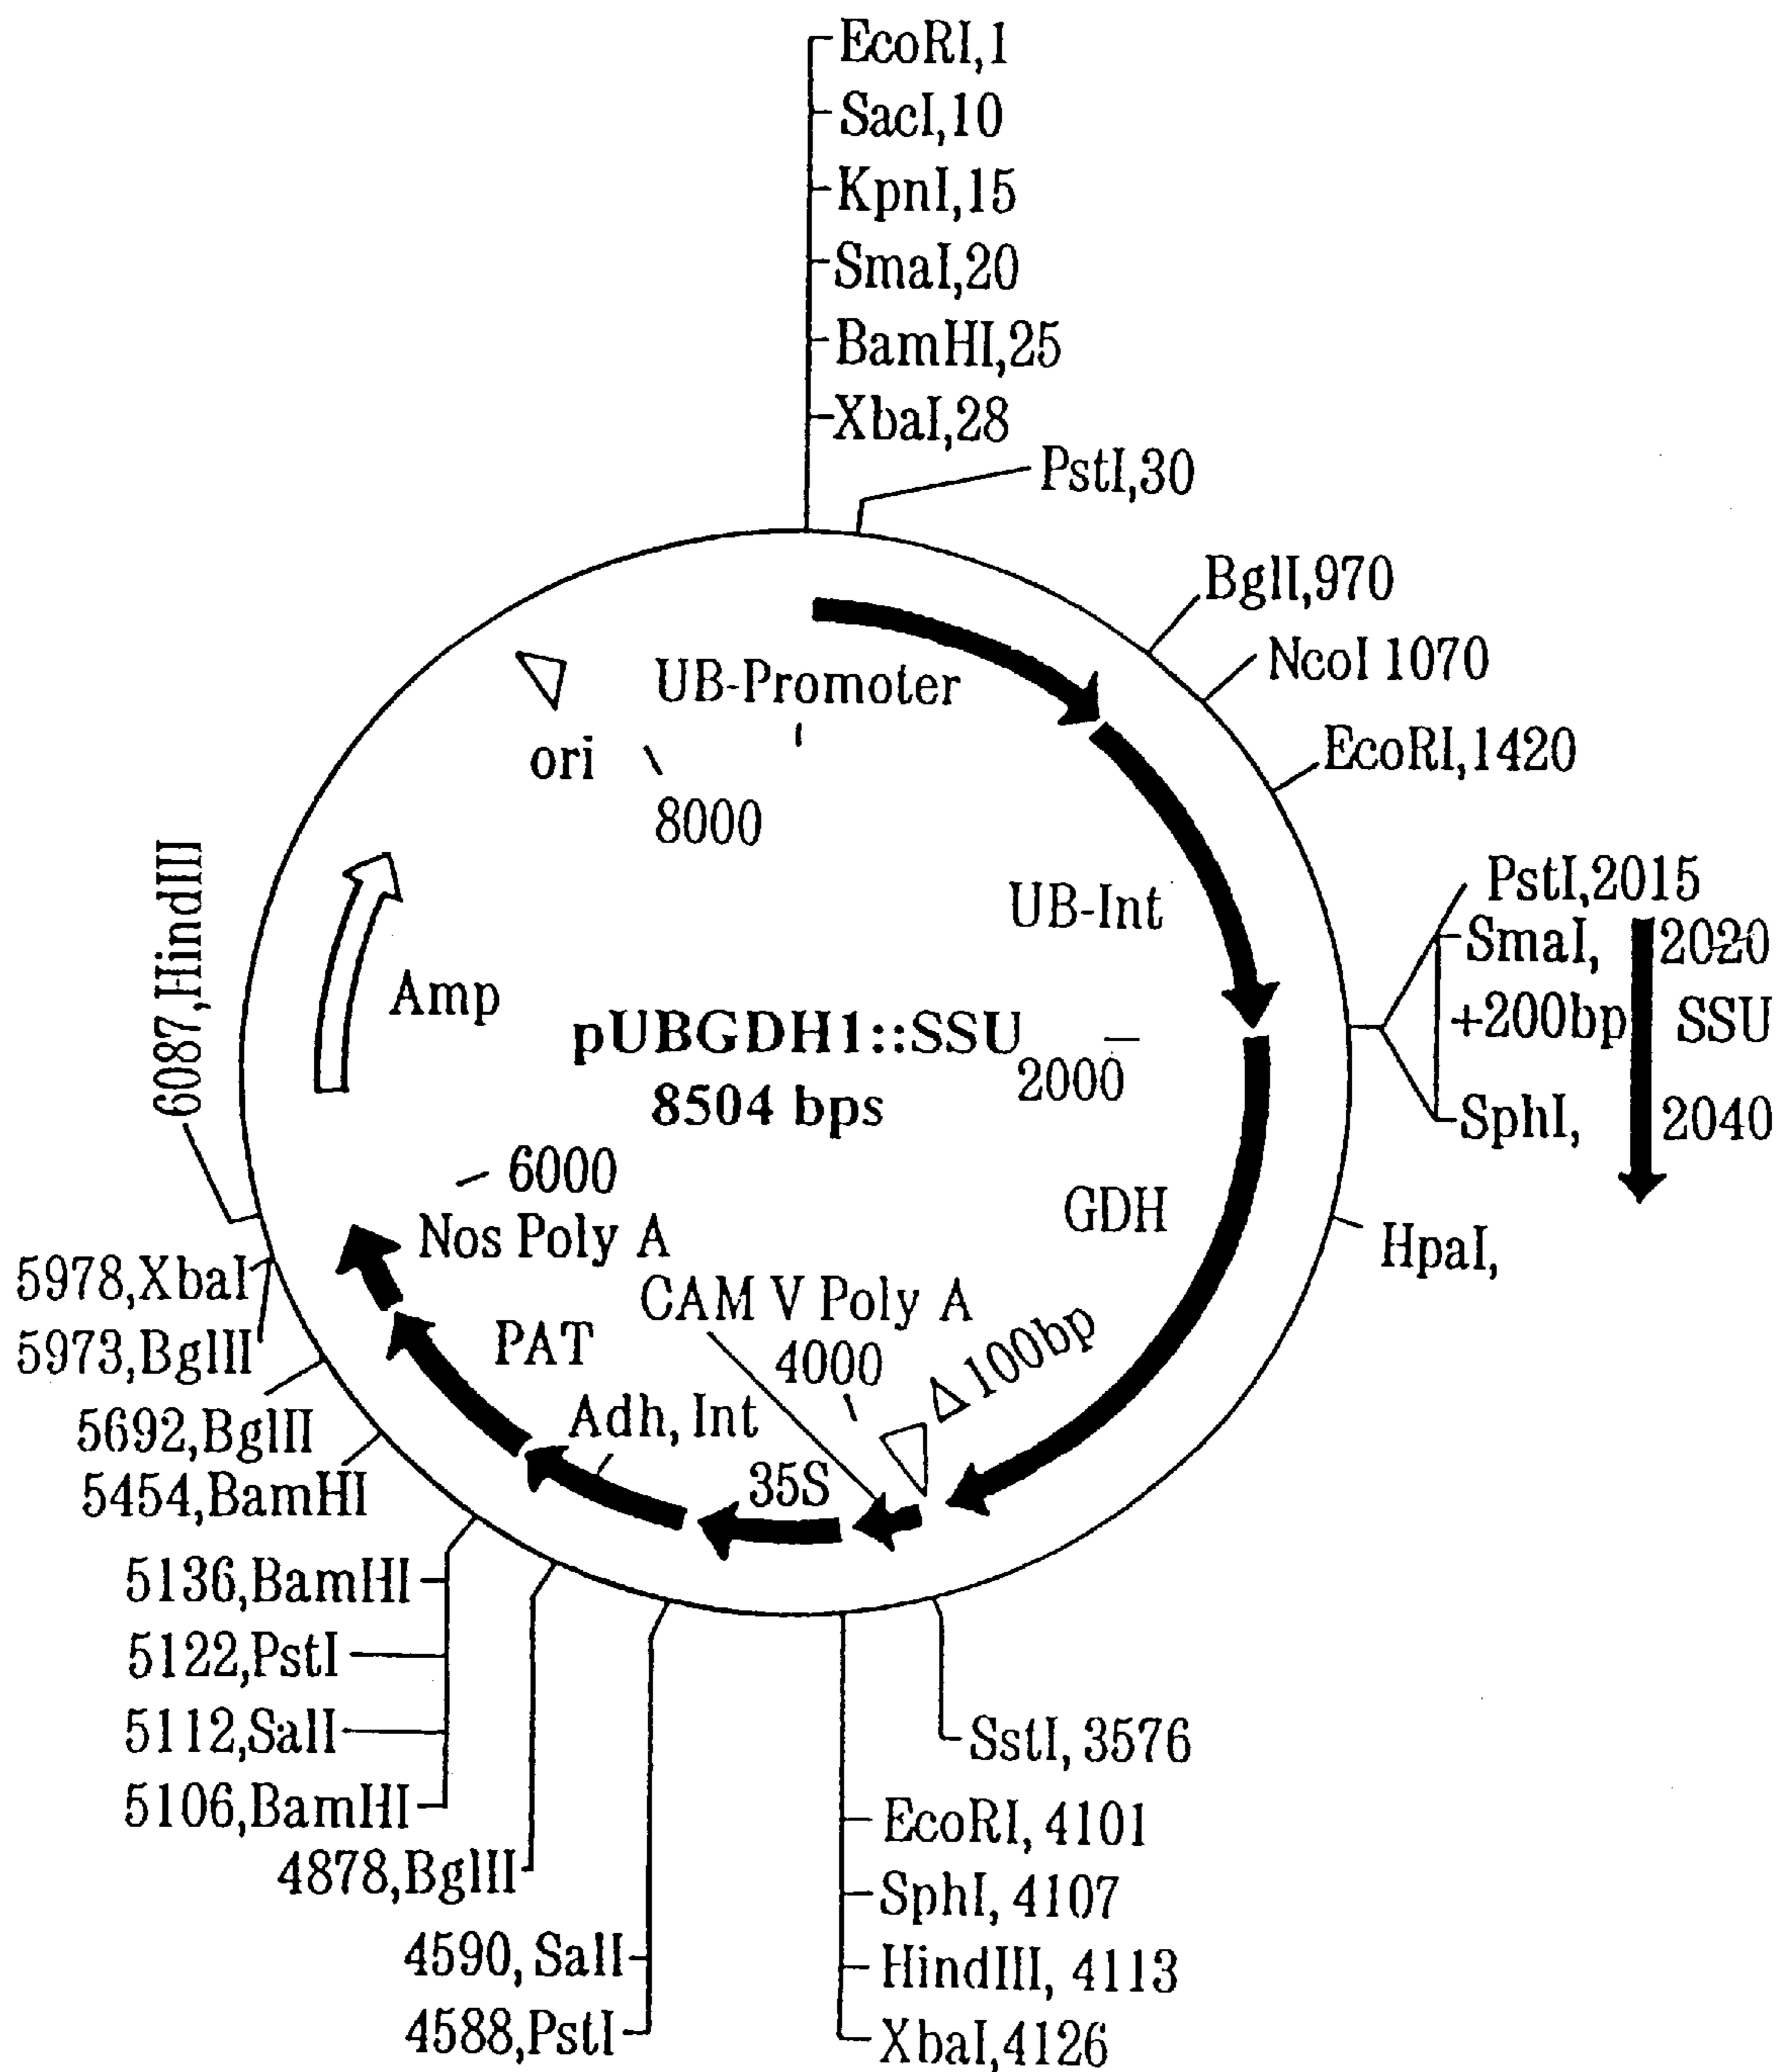 EcoRI,1
SacI,10
KpnI,15
SmaI,20
BamHI,25
XbaI,28
PstI,30
BglI,970
NcoI 1070
EcoRI,1420
PstI,2015
SmaI, 2020
+200bp SSU
SphI, 2040
HpaI,
UB-Promoter
ori
8000
UB-Int
6087,HindIII
Amp
pUBGDH1::SSU
8504 bps
2000
6000
GDH
Nos Poly A
CAM V Poly A
5978,XbaI
5973,BglII
PAT
4000
Δ100bp
Adh, Int
35S
5692,BglII
5454,BamHI
5136,BamHI
5122,PstI
5112,SalI
5106,BamHI
4878,BglII
4590, SalI
4588,PstI
SstI, 3576
EcoRI, 4101
SphI, 4107
HindIII, 4113
XbaI,4126